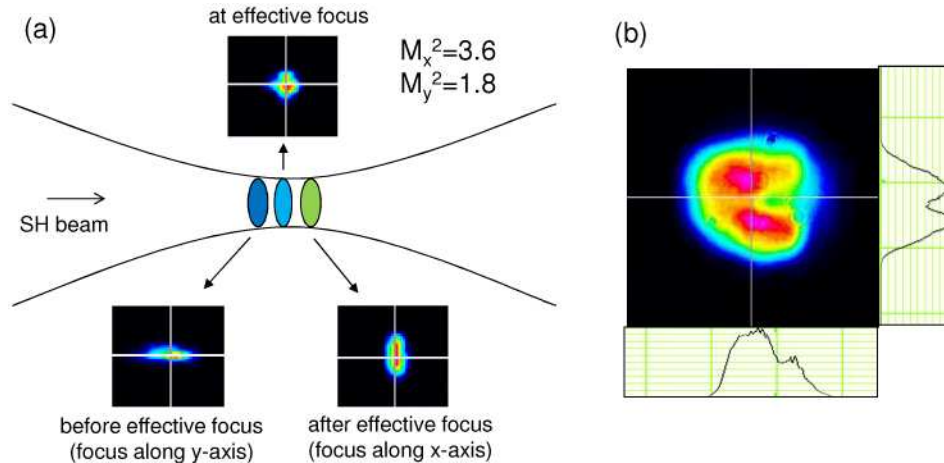 (a)
at effective focus
Mx²=3.6
My²=1.8
SH beam
before effective focus
(focus along y-axis)
after effective focus
(focus along x-axis)
(b)